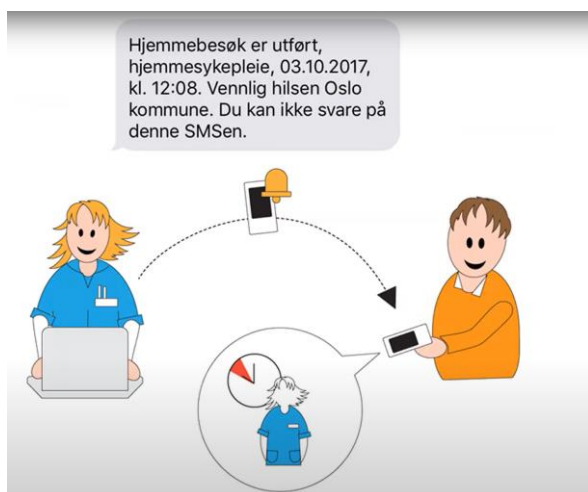 Hjemmebesøk er utført,
hjemmesykepleie, 03.10.2017,
kl. 12:08. Vennlig hilsen Oslo
kommune. Du kan ikke svare på
denne SMSen.